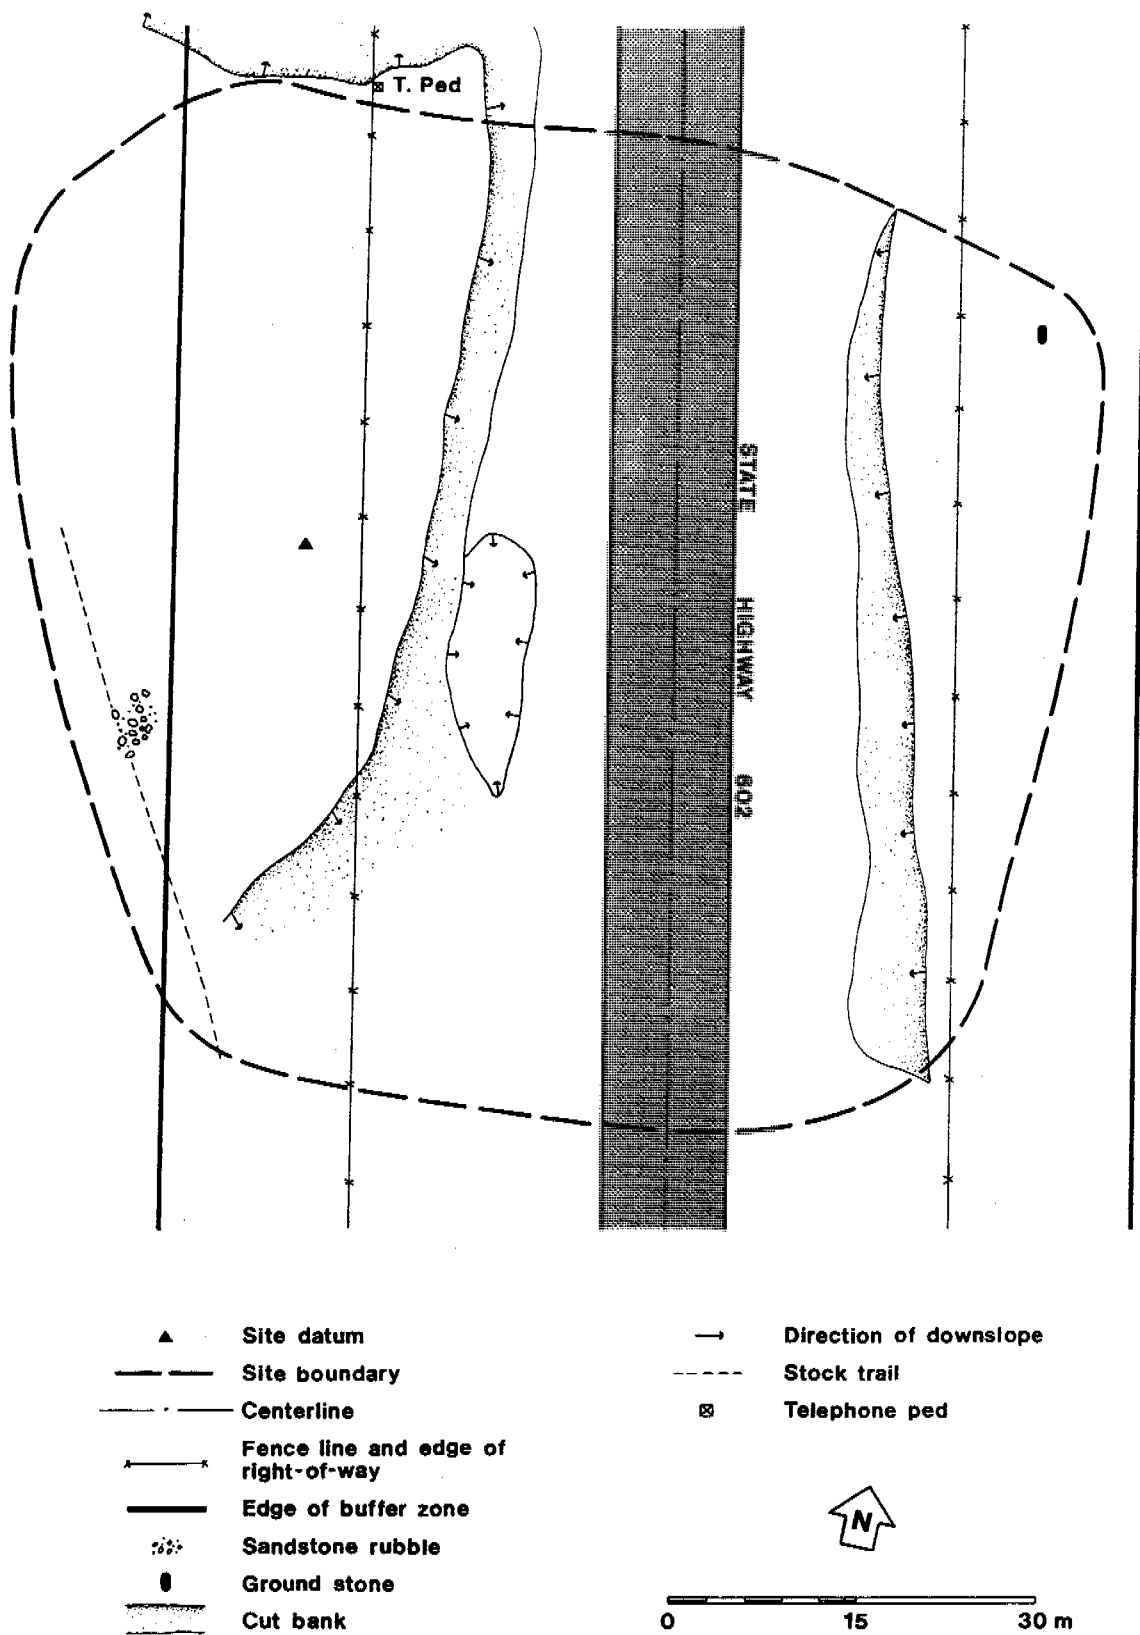 T. Ped
STATE HIGHWAY 602
Site datum
Site boundary
Centerline
Fence line and edge of
right-of-way
Edge of buffer zone
Sandstone rubble
Ground stone
Cut bank
Direction of downslope
Stock trail
Telephone ped
N
0 15 30 m